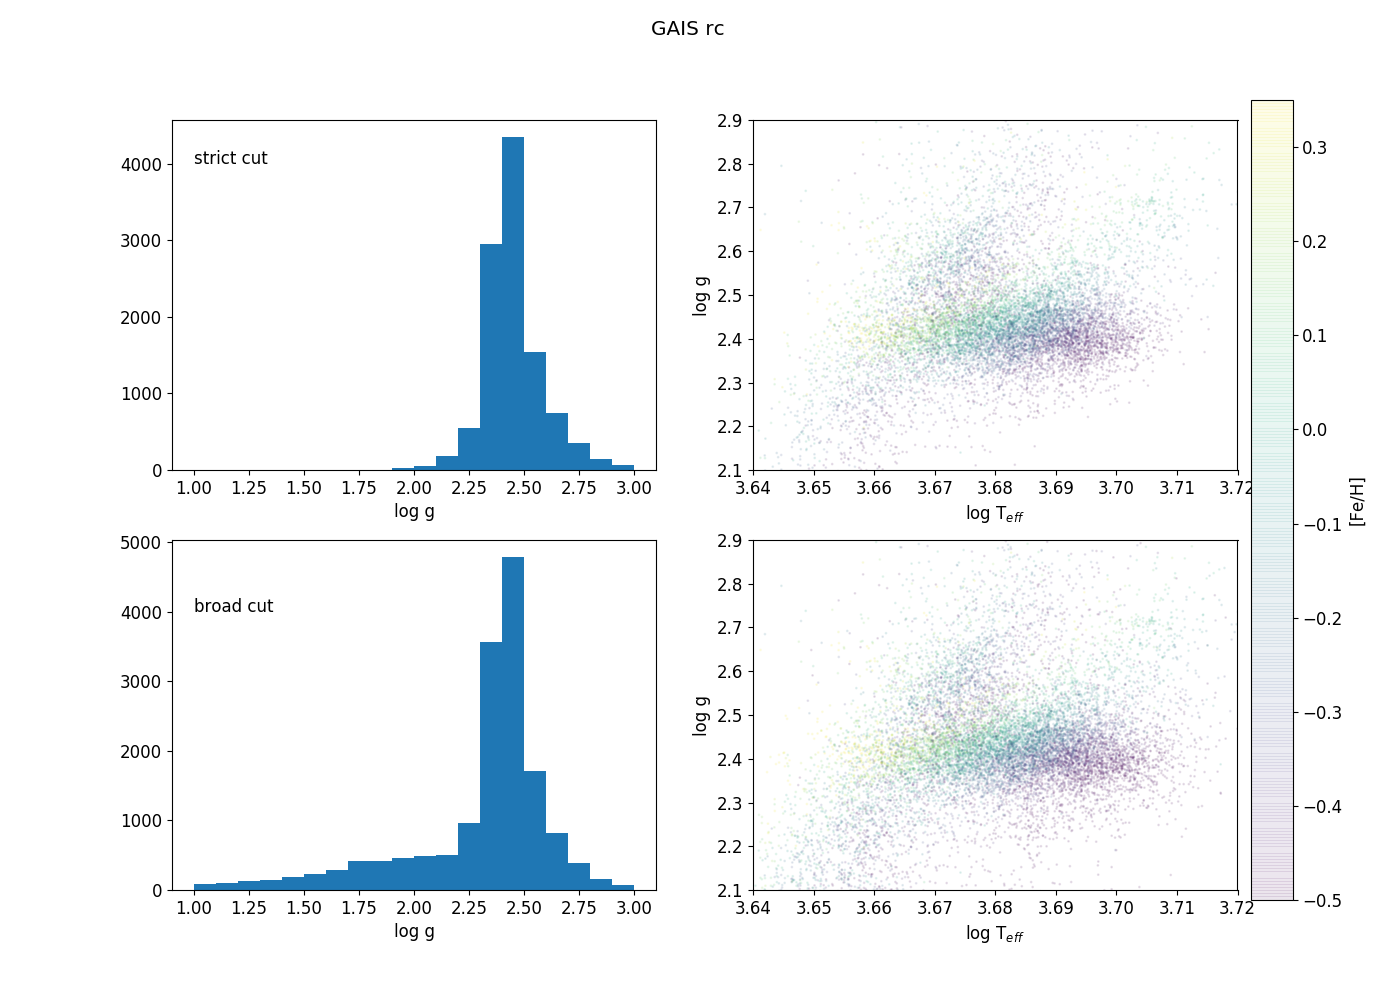 GAIS rc
strict cut
4000
3000
2000
1000
0
1.00 1.25 1.50 1.75 2.00 2.25 2.50 2.75 3.00
log g
2.9
2.8
2.7
2.6
2.5
2.4
2.3
2.2
2.1
log g
3.64 3.65 3.66 3.67 3.68 3.69 3.70 3.71 3.72
log T_eff
broad cut
5000
4000
3000
2000
1000
0
1.00 1.25 1.50 1.75 2.00 2.25 2.50 2.75 3.00
log g
2.9
2.8
2.7
2.6
2.5
2.4
2.3
2.2
2.1
log g
3.64 3.65 3.66 3.67 3.68 3.69 3.70 3.71 3.72
log T_eff
0.3
0.2
0.1
0.0
−0.1
−0.2
−0.3
−0.4
−0.5
[Fe/H]